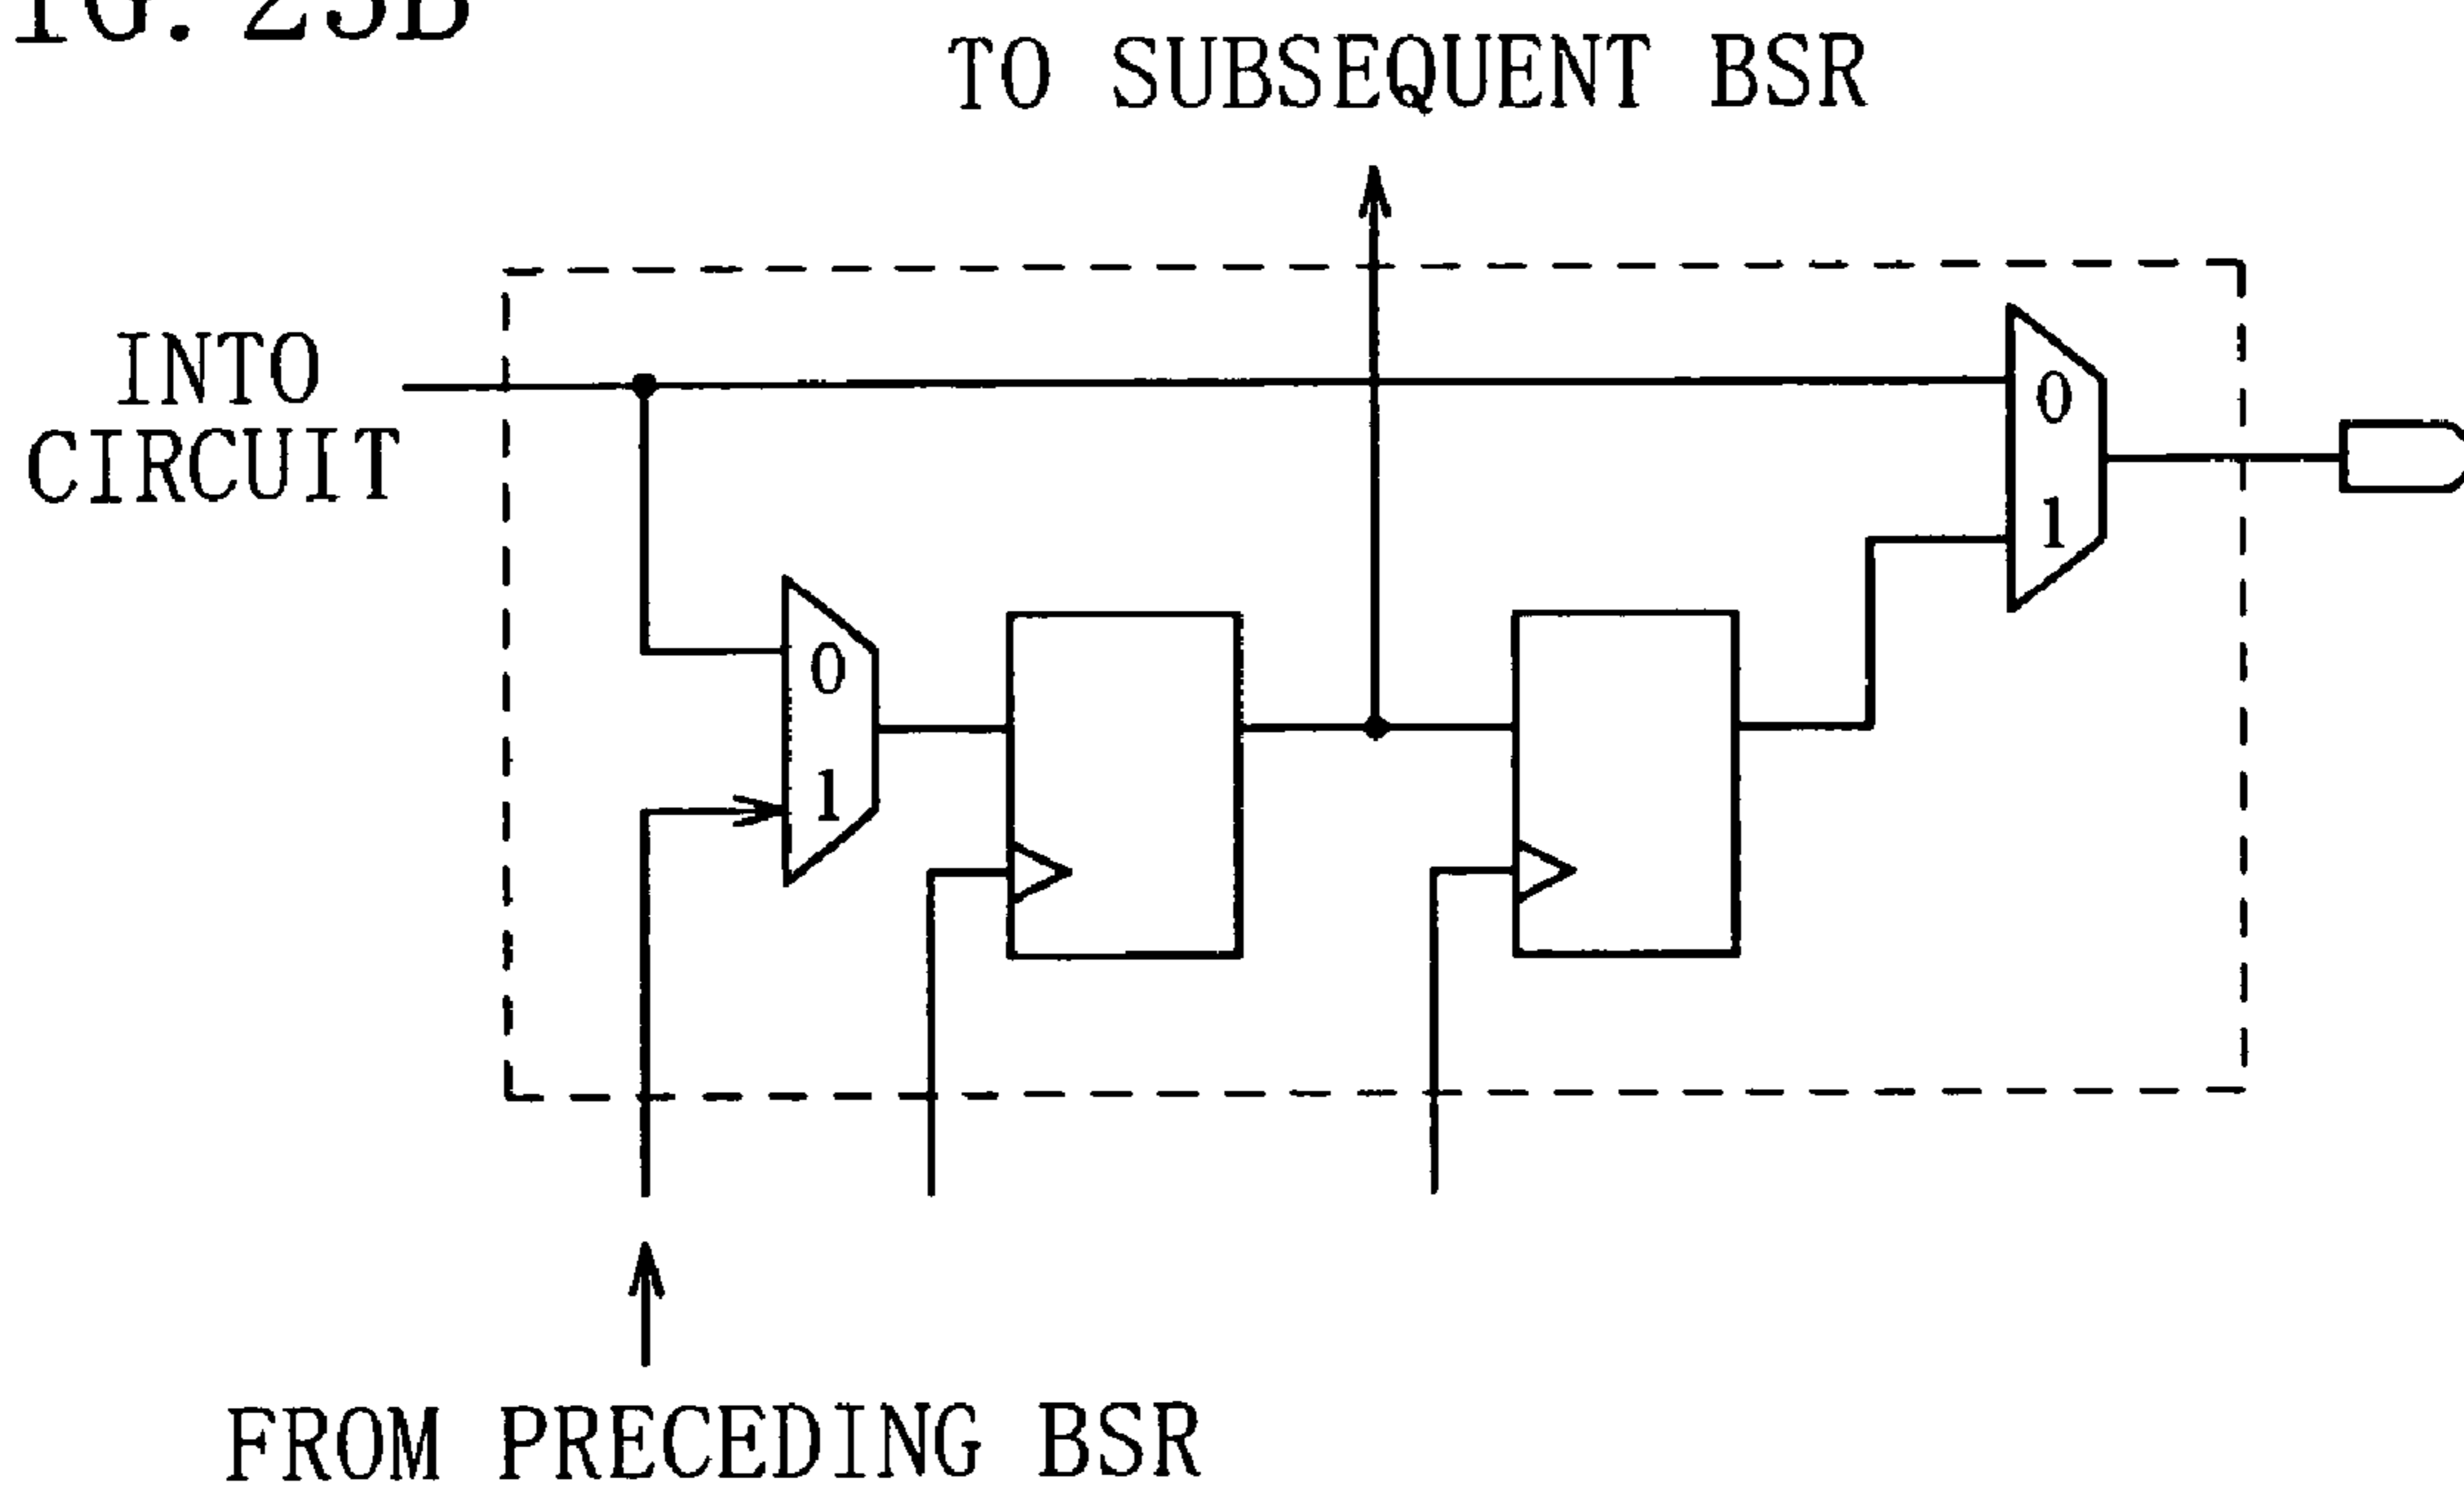 TO SUBSEQUENT BSR
INTO
CIRCUIT
0
1
0
1
FROM PRECEDING BSR